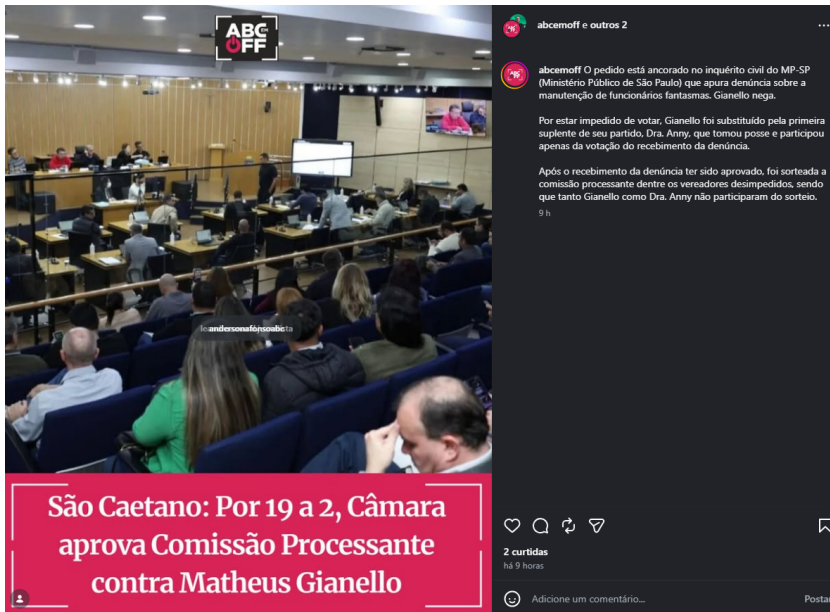 ABC EM
OFF
leandersonafonsoabcista
São Caetano: Por 19 a 2, Câmara
aprova Comissão Processante
contra Matheus Gianello
abcemoff e outros 2
abcemoff O pedido está ancorado no inquérito civil do MP-SP
(Ministério Público de São Paulo) que apura denúncia sobre a
manutenção de funcionários fantasmas. Gianello nega.
Por estar impedido de votar, Gianello foi substituído pela primeira
suplente de seu partido, Dra. Anny, que tomou posse e participou
apenas da votação do recebimento da denúncia.
Após o recebimento da denúncia ter sido aprovado, foi sorteada a
comissão processante dentre os vereadores desimpedidos, sendo
que tanto Gianello como Dra. Anny não participaram do sorteio.
9 h
2 curtidas
há 9 horas
Adicione um comentário...
Postar